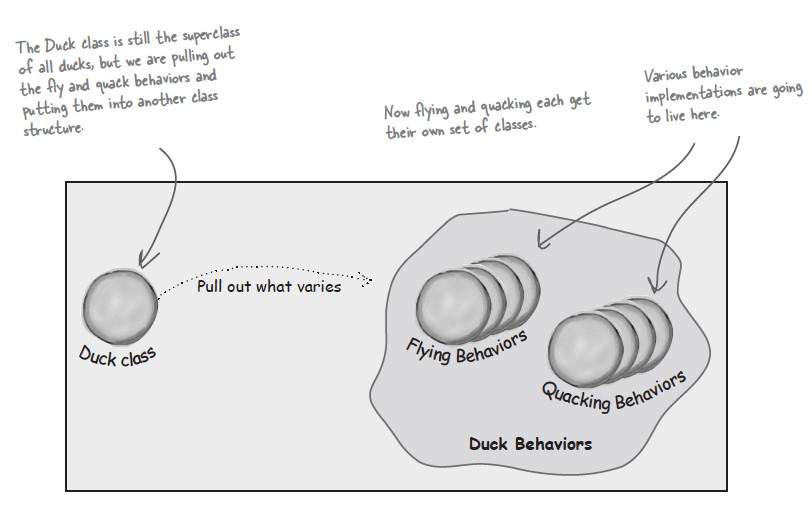 The Duck class is still the superclass
of all ducks, but we are pulling out
the fly and quack behaviors and
putting them into another class
structure.
Now flying and quacking each get
their own set of classes.
Various behavior
implementations are going
to live here.
Pull out what varies
Duck class
Flying Behaviors
Quacking Behaviors
Duck Behaviors